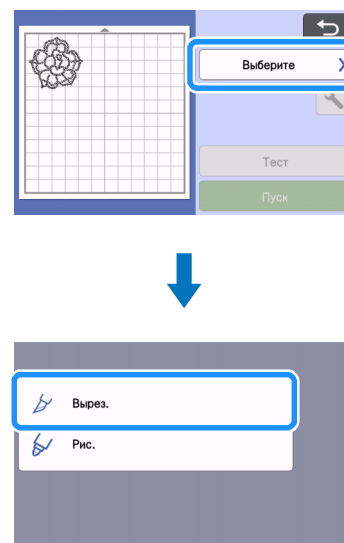 Выберите
Тест
Пуск
Вырез.
Рис.